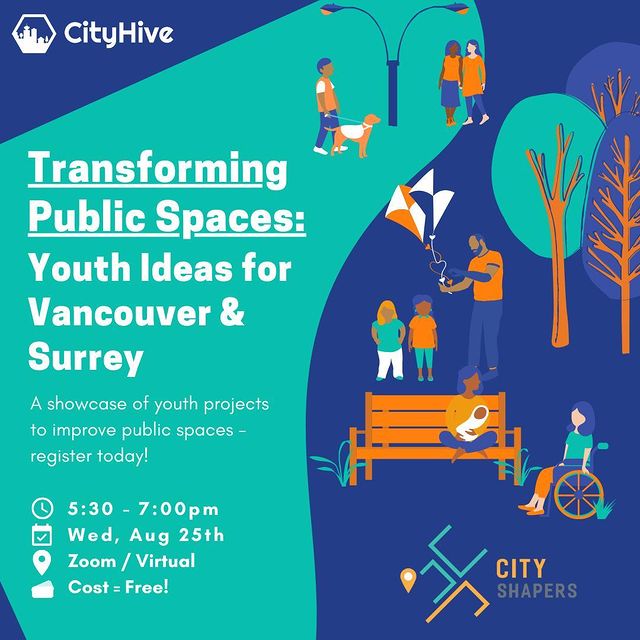 CityHive
Transforming
Public Spaces:
Youth Ideas for
Vancouver &
Surrey
A showcase of youth projects
to improve public spaces -
register today!
5:30 - 7:00pm
Wed, Aug 25th
Zoom / Virtual
Cost = Free!
CITY
SHAPERS